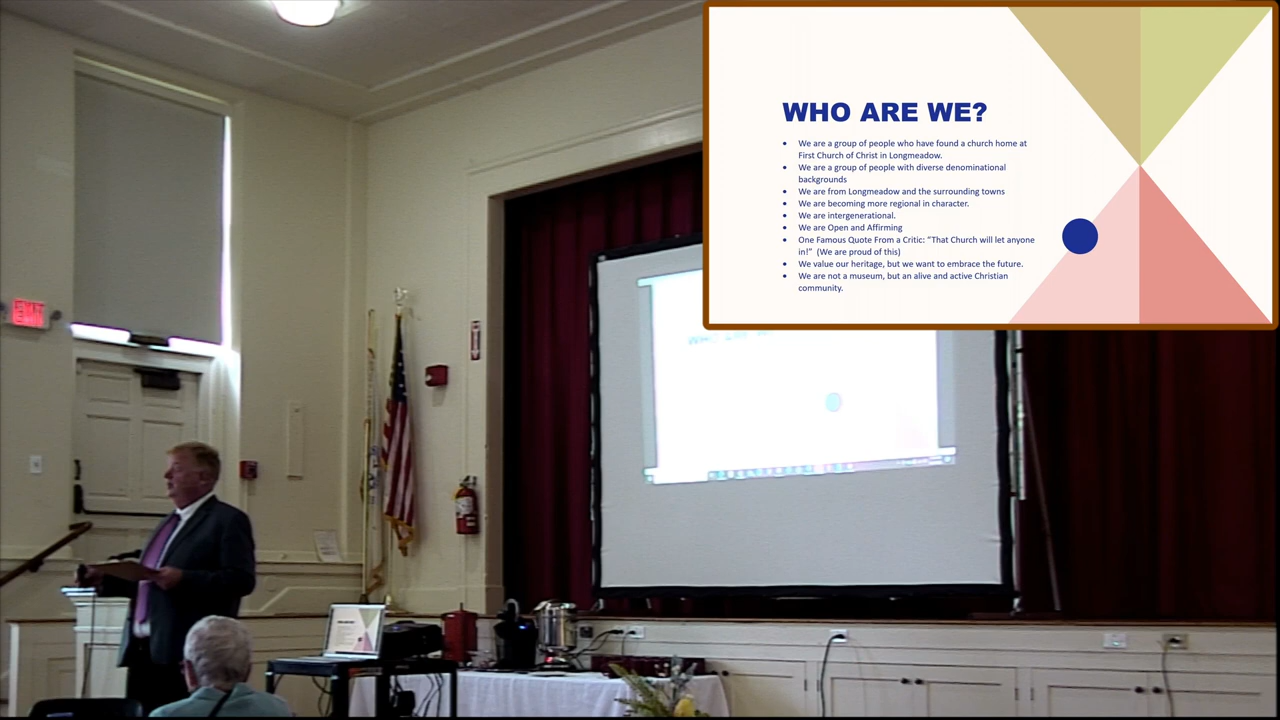 WHO ARE WE?
• We are a group of people who have found a church home at
First Church of Christ in Longmeadow.
• We are a group of people with diverse denominational
backgrounds
• We are from Longmeadow and the surrounding towns
• We are becoming more regional in character.
• We are intergenerational.
• We are Open and Affirming
• One Famous Quote From a Critic: “That Church will let anyone
in!”  (We are proud of this)
• We value our heritage, but we want to embrace the future.
• We are not a museum, but an alive and active Christian
community.
EXIT